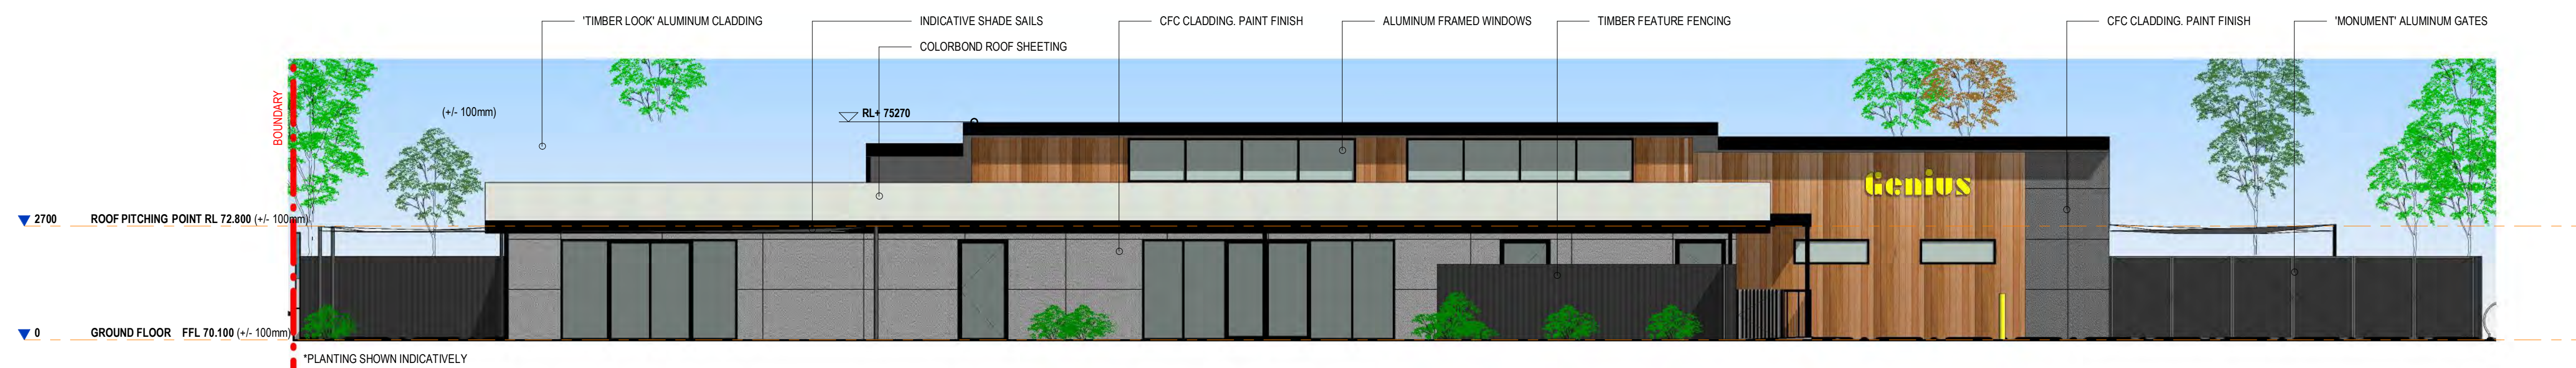 'TIMBER LOOK' ALUMINUM CLADDING
INDICATIVE SHADE SAILS
CFC CLADDING. PAINT FINISH
ALUMINUM FRAMED WINDOWS
TIMBER FEATURE FENCING
CFC CLADDING. PAINT FINISH
'MONUMENT' ALUMINUM GATES
COLORBOND ROOF SHEETING
BOUNDARY
(+/- 100mm)
RL+ 75270
Genius
2700 ROOF PITCHING POINT RL 72.800 (+/- 100mm)
0 GROUND FLOOR FFL 70.100 (+/- 100mm)
*PLANTING SHOWN INDICATIVELY